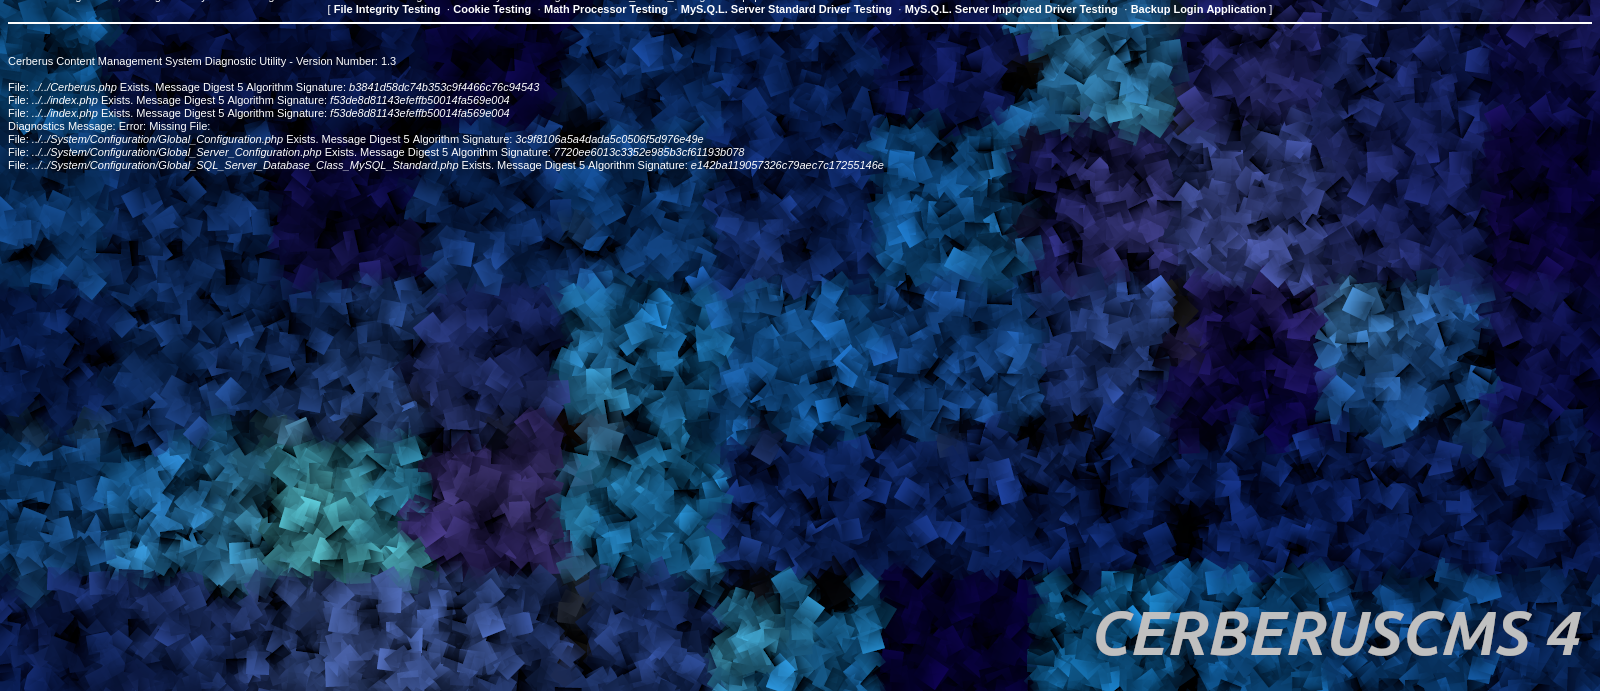 [ File Integrity Testing · Cookie Testing · Math Processor Testing · MyS.Q.L. Server Standard Driver Testing · MyS.Q.L. Server Improved Driver Testing · Backup Login Application ]
Cerberus Content Management System Diagnostic Utility - Version Number: 1.3
File: ../../Cerberus.php Exists. Message Digest 5 Algorithm Signature: b3841d58dc74b353c9f4466c76c94543
File: ../../index.php Exists. Message Digest 5 Algorithm Signature: f53de8d81143efeffb50014fa569e004
File: ../../index.php Exists. Message Digest 5 Algorithm Signature: f53de8d81143efeffb50014fa569e004
Diagnostics Message: Error: Missing File:
File: ../../System/Configuration/Global_Configuration.php Exists. Message Digest 5 Algorithm Signature: 3c9f8106a5a4dada5c0506f5d976e49e
File: ../../System/Configuration/Global_Server_Configuration.php Exists. Message Digest 5 Algorithm Signature: 7720ee6013c3352e985b3cf61193b078
File: ../../System/Configuration/Global_SQL_Server_Database_Class_MySQL_Standard.php Exists. Message Digest 5 Algorithm Signature: e142ba119057326c79aec7c17255146e
CERBERUSCMS 4